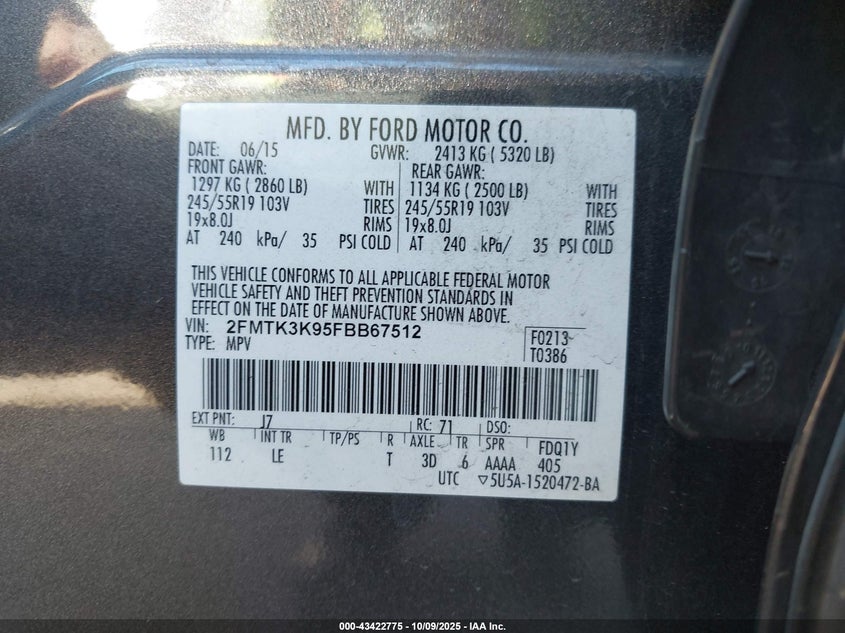 MFD. BY FORD MOTOR CO.
DATE: 06/15 GVWR: 2413 KG ( 5320 LB)
FRONT GAWR: REAR GAWR:
1297 KG ( 2860 LB) WITH 1134 KG ( 2500 LB) WITH
245/55R19 103V TIRES 245/55R19 103V TIRES
19x8.0J RIMS 19x8.0J RIMS
AT 240 kPa/ 35 PSI COLD AT 240 kPa/ 35 PSI COLD
THIS VEHICLE CONFORMS TO ALL APPLICABLE FEDERAL MOTOR
VEHICLE SAFETY AND THEFT PREVENTION STANDARDS IN
EFFECT ON THE DATE OF MANUFACTURE SHOWN ABOVE.
VIN: 2FMTK3K95FBB67512
TYPE: MPV
F0213-
T0386
EXT PNT: J7 RC: 71 DSO:
WB INT TR TP/PS R AXLE TR SPR FDQ1Y
112 LE T 3D 6 AAAA 405
UTC ▽5U5A-1520472-BA
000-43422775 - 10/09/2025 - IAA Inc.